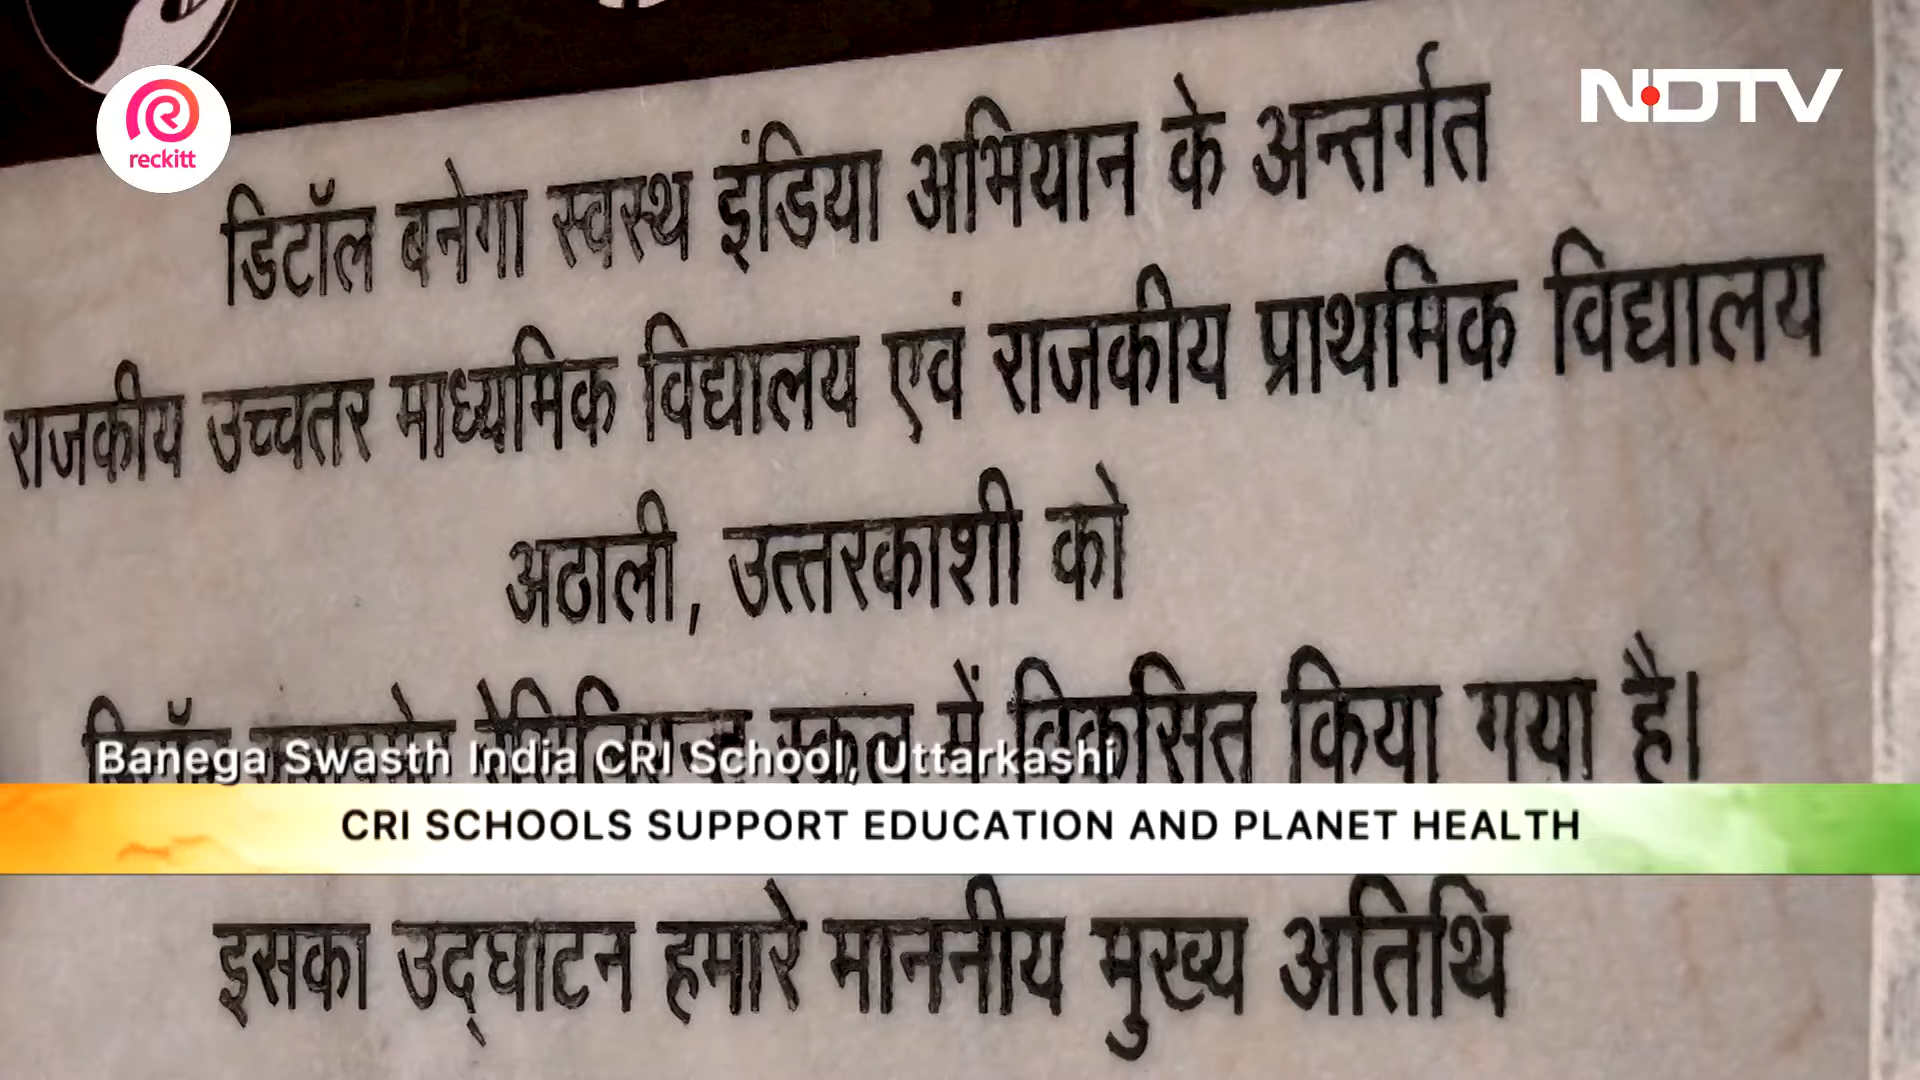 reckitt
NDTV
डिटॉल बनेगा स्वस्थ इंडिया अभियान के अन्तर्गत
राजकीय उच्चतर माध्यमिक विद्यालय एवं राजकीय प्राथमिक विद्यालय
अठाली, उत्तरकाशी को
स्कूल में विकसित किया गया है।
Banega Swasth India CRI School, Uttarkashi
CRI SCHOOLS SUPPORT EDUCATION AND PLANET HEALTH
इसका उद्घाटन हमारे माननीय मुख्य अतिथि